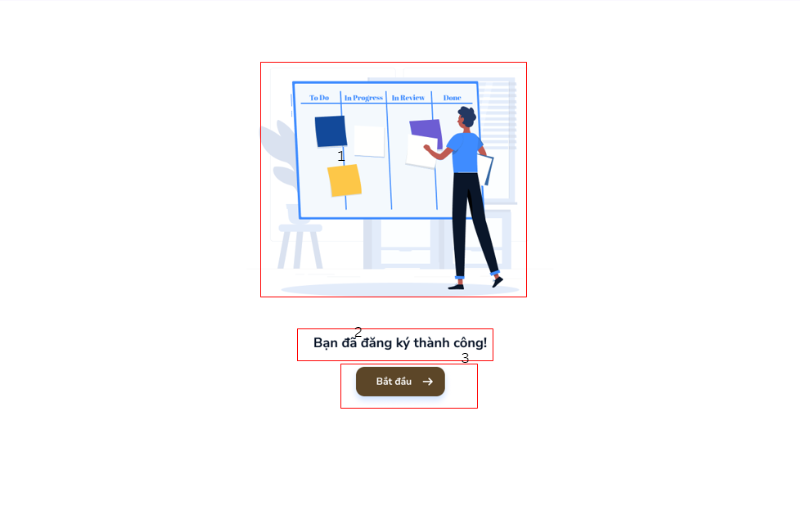 To Do In Progress In Review Done
1
2
Bạn đã đăng ký thành công!
3
Bắt đầu